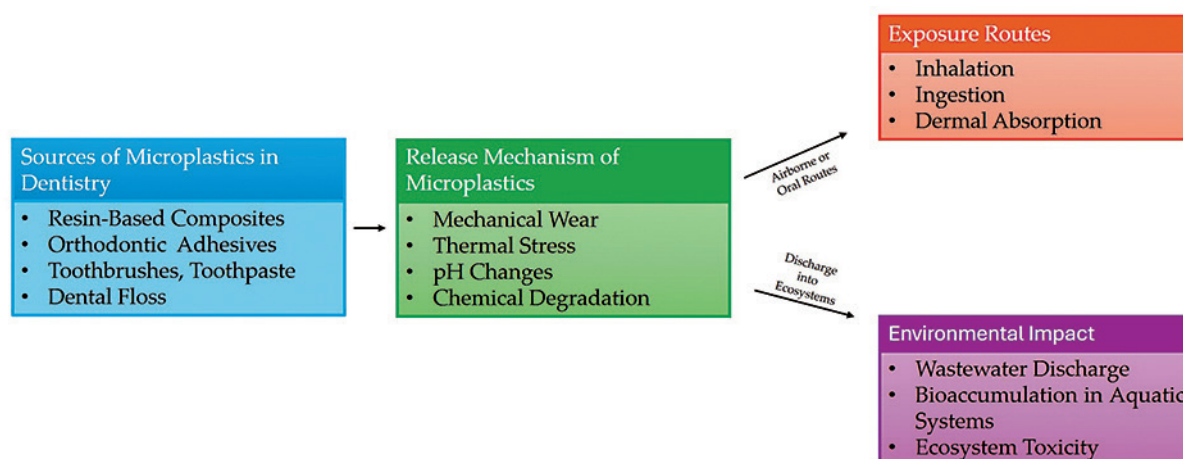 Sources of Microplastics in
Dentistry
• Resin-Based Composites
• Orthodontic Adhesives
• Toothbrushes, Toothpaste
• Dental Floss
Release Mechanism of
Microplastics
• Mechanical Wear
• Thermal Stress
• pH Changes
• Chemical Degradation
Airborne or
Oral Routes
Exposure Routes
• Inhalation
• Ingestion
• Dermal Absorption
Discharge
into
Ecosystems
Environmental Impact
• Wastewater Discharge
• Bioaccumulation in Aquatic
Systems
• Ecosystem Toxicity